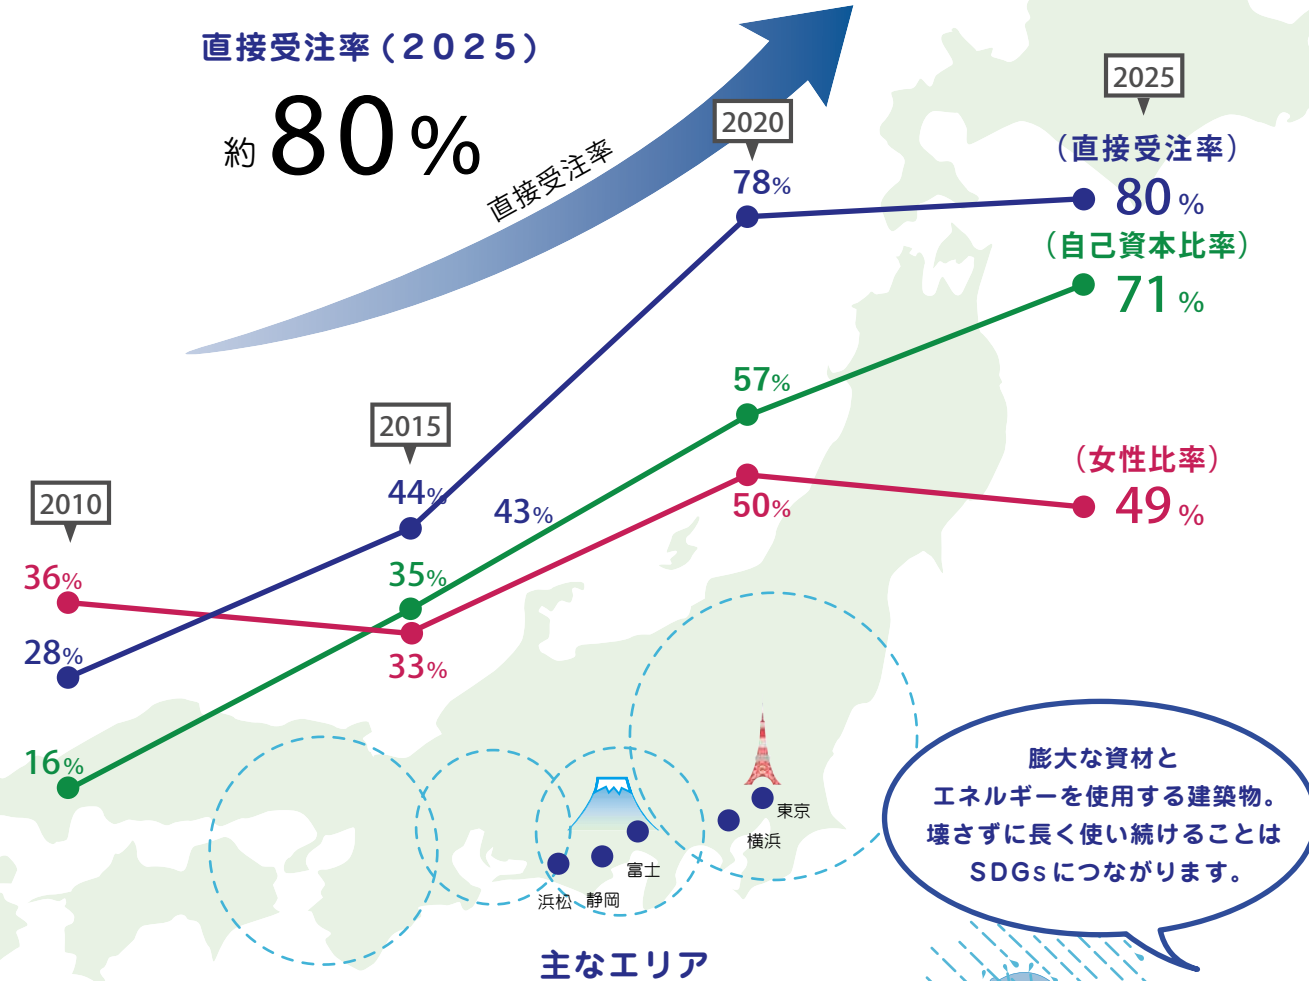 直接受注率(2025)
約80%
直接受注率
2010
2015
2020
2025
36%
28%
16%
44%
43%
35%
33%
78%
57%
50%
(直接受注率)
80%
(自己資本比率)
71%
(女性比率)
49%
東京
横浜
富士
静岡
浜松
主なエリア
膨大な資材と
エネルギーを使用する建築物。
壊さずに長く使い続けることは
SDGsにつながります。